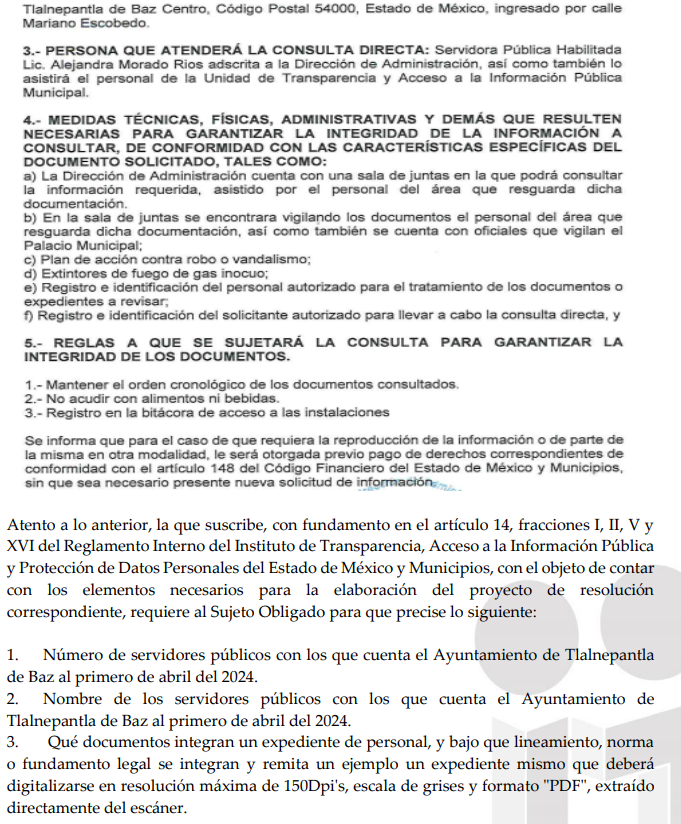 Tlalnepantla de Baz Centro, Código Postal 54000, Estado de México, ingresado por calle
Mariano Escobedo.
3.- PERSONA QUE ATENDERÁ LA CONSULTA DIRECTA: Servidora Pública Habilitada
Lic. Alejandra Morado Rios adscrita a la Dirección de Administración, así como también lo
asistirá el personal de la Unidad de Transparencia y Acceso a la Información Pública
Municipal.
4.- MEDIDAS TÉCNICAS, FÍSICAS, ADMINISTRATIVAS Y DEMÁS QUE RESULTEN
NECESARIAS PARA GARANTIZAR LA INTEGRIDAD DE LA INFORMACIÓN A
CONSULTAR, DE CONFORMIDAD CON LAS CARACTERÍSTICAS ESPECÍFICAS DEL
DOCUMENTO SOLICITADO, TALES COMO:
a) La Dirección de Administración cuenta con una sala de juntas en la que podrá consultar
la información requerida, asistido por el personal del área que resguarda dicha
documentación.
b) En la sala de juntas se encontrara vigilando los documentos el personal del área que
resguarda dicha documentación, así como también se cuenta con oficiales que vigilan el
Palacio Municipal;
c) Plan de acción contra robo o vandalismo;
d) Extintores de fuego de gas inocuo;
e) Registro e identificación del personal autorizado para el tratamiento de los documentos o
expedientes a revisar;
f) Registro e identificación del solicitante autorizado para llevar a cabo la consulta directa, y
5.- REGLAS A QUE SE SUJETARÁ LA CONSULTA PARA GARANTIZAR LA
INTEGRIDAD DE LOS DOCUMENTOS.
1.- Mantener el orden cronológico de los documentos consultados.
2.- No acudir con alimentos ni bebidas.
3.- Registro en la bitácora de acceso a las instalaciones
Se informa que para el caso de que requiera la reproducción de la información o de parte de
la misma en otra modalidad, le será otorgada previo pago de derechos correspondientes de
conformidad con el artículo 148 del Código Financiero del Estado de México y Municipios,
sin que sea necesario presente nueva solicitud de información.
Atento a lo anterior, la que suscribe, con fundamento en el artículo 14, fracciones I, II, V y
XVI del Reglamento Interno del Instituto de Transparencia, Acceso a la Información Pública
y Protección de Datos Personales del Estado de México y Municipios, con el objeto de contar
con los elementos necesarios para la elaboración del proyecto de resolución
correspondiente, requiere al Sujeto Obligado para que precise lo siguiente:
1. Número de servidores públicos con los que cuenta el Ayuntamiento de Tlalnepantla
de Baz al primero de abril del 2024.
2. Nombre de los servidores públicos con los que cuenta el Ayuntamiento de
Tlalnepantla de Baz al primero de abril del 2024.
3. Qué documentos integran un expediente de personal, y bajo que lineamiento, norma
o fundamento legal se integran y remita un ejemplo un expediente mismo que deberá
digitalizarse en resolución máxima de 150Dpi's, escala de grises y formato "PDF", extraído
directamente del escáner.